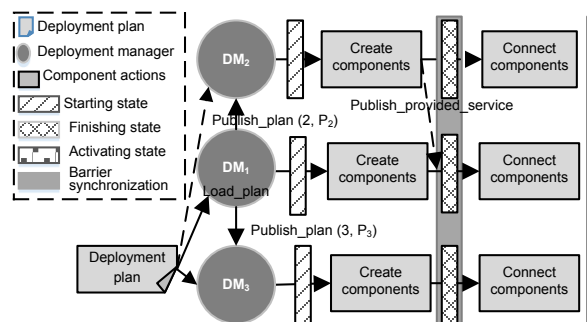 Deployment plan
Deployment manager
Component actions
Starting state
Finishing state
Activating state
Barrier
synchronization
DM2
Create
components
Connect
components
Publish_provided_service
Publish_plan (2, P2)
DM1
Load_plan
Create
components
Connect
components
Publish_plan (3, P3)
Deployment
plan
DM3
Create
components
Connect
components